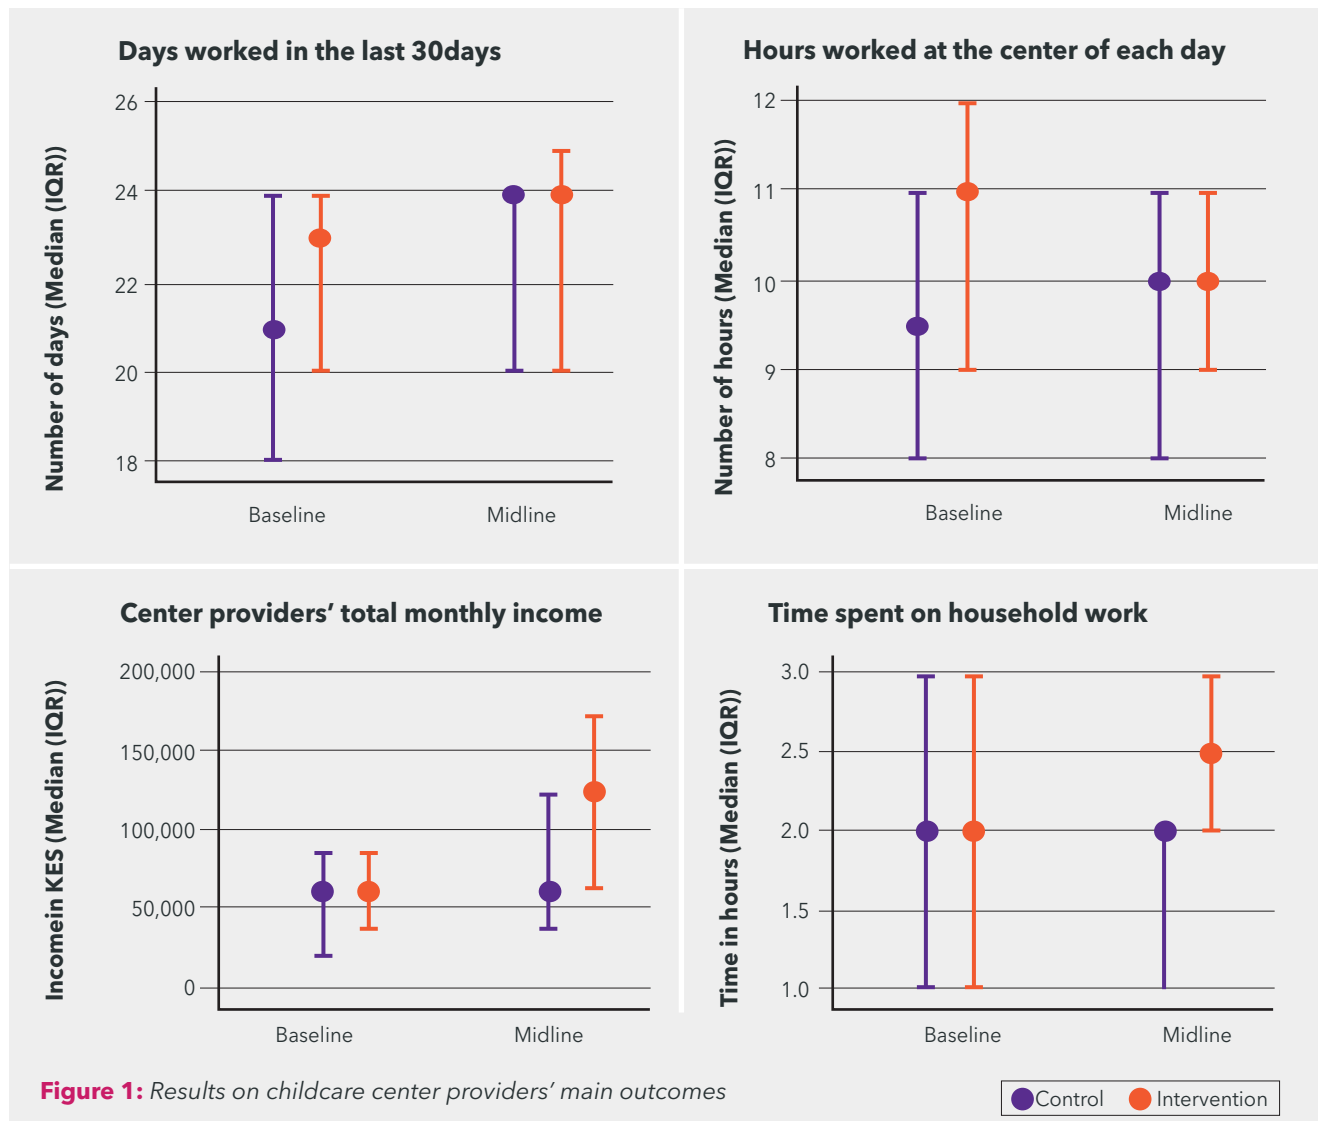 Days worked in the last 30days
Number of days (Median (IQR))
26
24
22
20
18
Baseline
Midline
Hours worked at the center of each day
Number of hours (Median (IQR))
12
11
10
9
8
Baseline
Midline
Center providers’ total monthly income
Incomein KES (Median (IQR))
200,000
150,000
100,000
50,000
0
Baseline
Midline
Time spent on household work
Time in hours (Median (IQR))
3.0
2.5
2.0
1.5
1.0
Baseline
Midline
Figure 1: Results on childcare center providers’ main outcomes
Control
Intervention